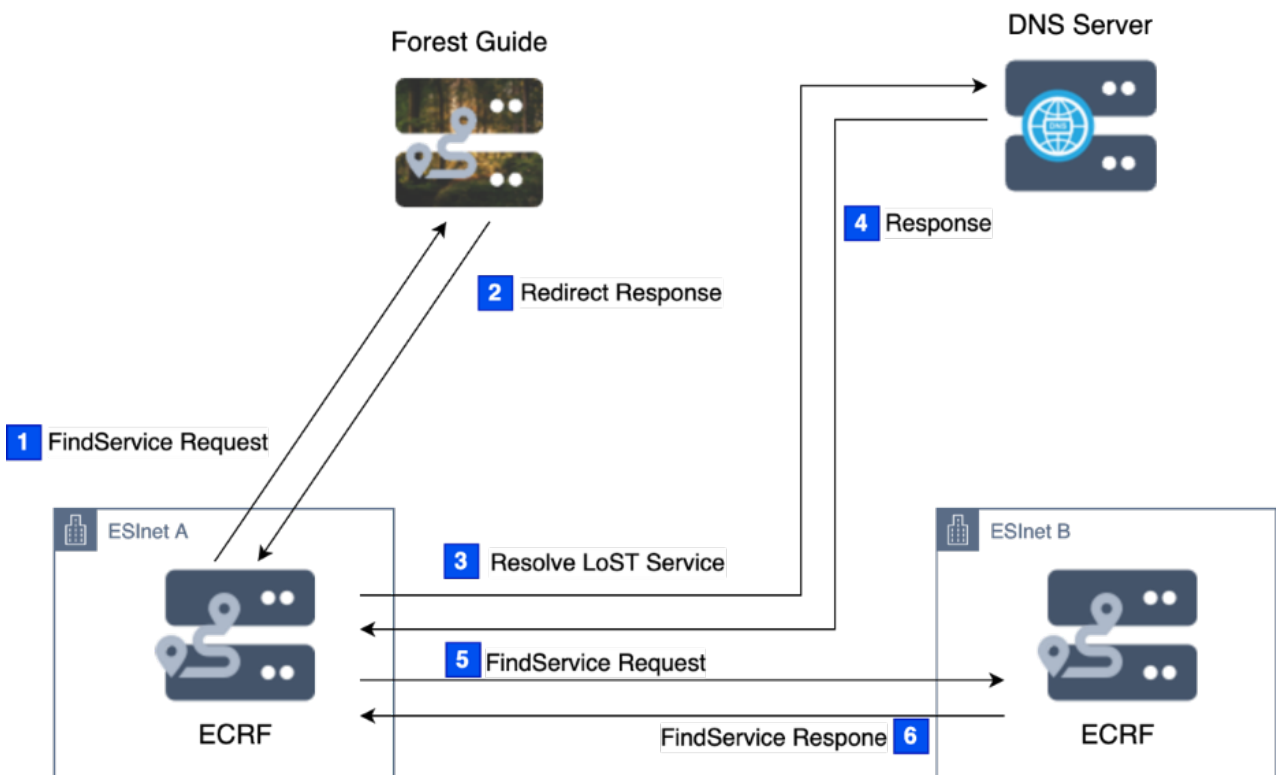 Forest Guide
DNS Server
DNS
4 Response
2 Redirect Response
1 FindService Request
ESInet A
ESInet B
3 Resolve LoST Service
5 FindService Request
FindService Respone 6
ECRF
ECRF